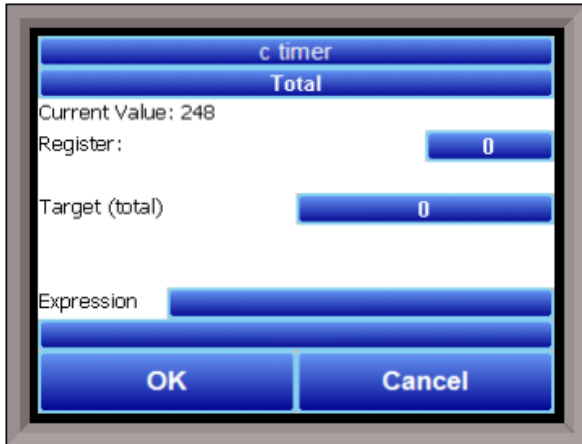 c timer
Total
Current Value: 248
Register: 0
Target (total) 0
Expression
OK Cancel